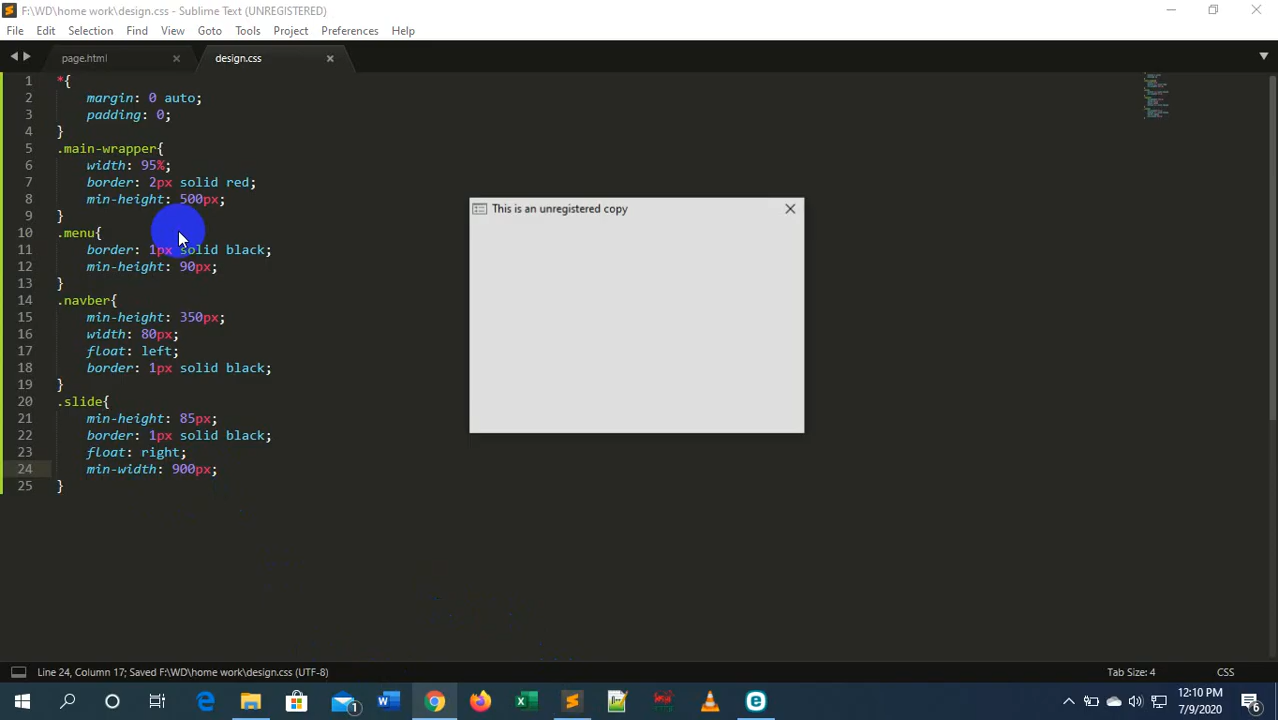 F:\WD\home work\design.css - Sublime Text (UNREGISTERED)
File Edit Selection Find View Goto Tools Project Preferences Help
page.html design.css
1 *{
2 margin: 0 auto;
3 padding: 0;
4 }
5 .main-wrapper{
6 width: 95%;
7 border: 2px solid red;
8 min-height: 500px;
9 }
10 .menu{
11 border: 1px solid black;
12 min-height: 90px;
13 }
14 .navber{
15 min-height: 350px;
16 width: 80px;
17 float: left;
18 border: 1px solid black;
19 }
20 .slide{
21 min-height: 85px;
22 border: 1px solid black;
23 float: right;
24 min-width: 900px;
25 }
This is an unregistered copy
Line 24, Column 17; Saved F:\WD\home work\design.css (UTF-8) Tab Size: 4 CSS
12:10 PM
7/9/2020
1
6